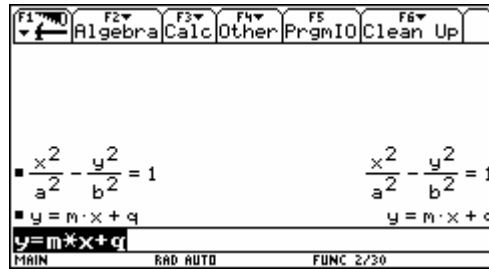 F1 F2 Algebra F3 Calc F4 Other F5 PrgmIO F6 Clean Up
x²/a² - y²/b² = 1 x²/a² - y²/b² = 1
y = m · x + q y = m · x +
y=m*x+q
MAIN RAD AUTO FUNC 2/30